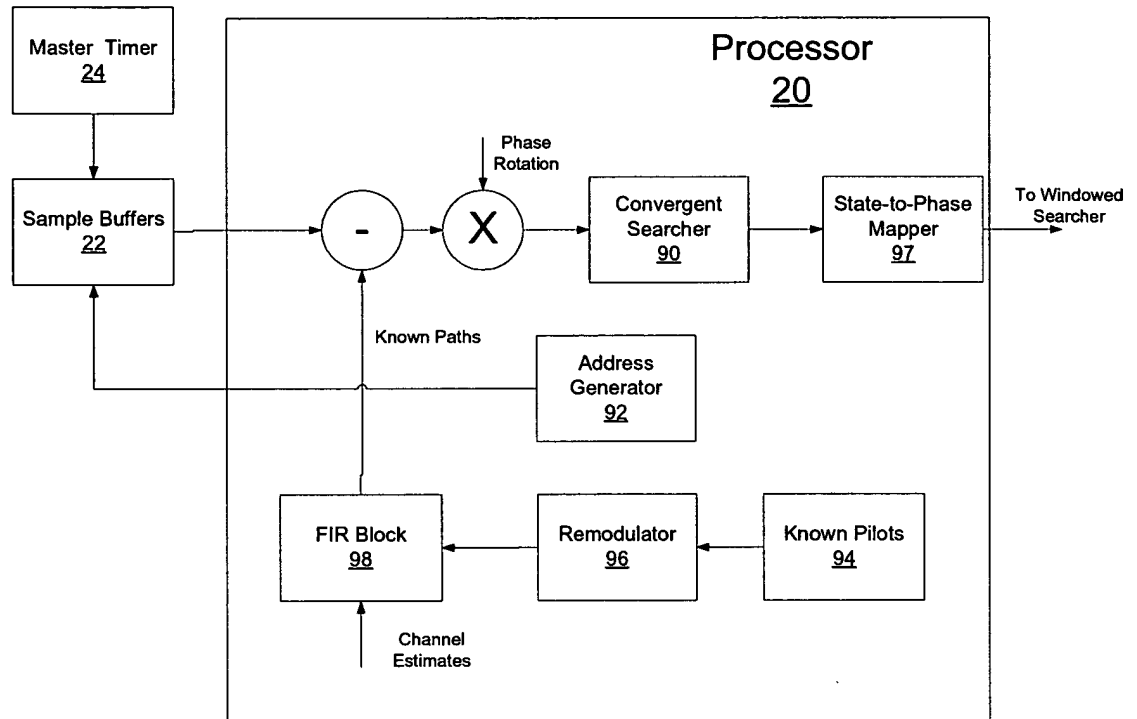 Master Timer
24
Processor
20
Phase
Rotation
Sample Buffers
22
-
X
Convergent
Searcher
90
State-to-Phase
Mapper
97
To Windowed
Searcher
Known Paths
Address
Generator
92
FIR Block
98
Remodulator
96
Known Pilots
94
Channel
Estimates